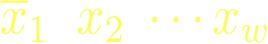 x̅₁ x₂ ⋯ x_w